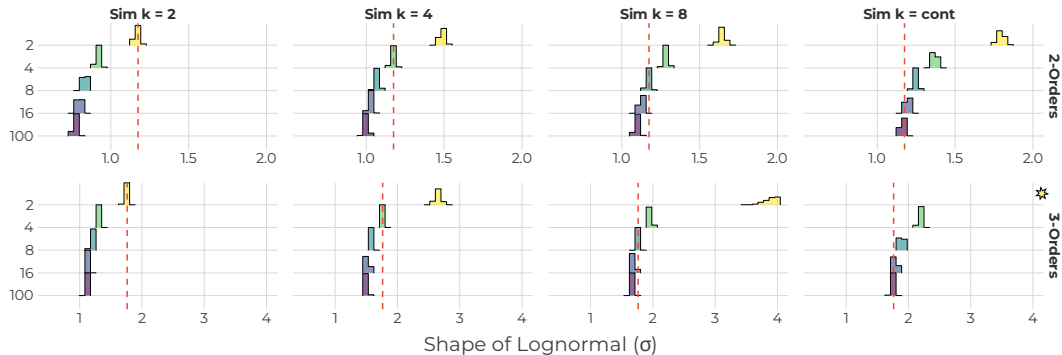 Sim k = 2 Sim k = 4 Sim k = 8 Sim k = cont
2
4
8
16
100
2-Orders
1.0 1.5 2.0 1.0 1.5 2.0 1.0 1.5 2.0 1.0 1.5 2.0
2
4
8
16
100
3-Orders
1 2 3 4 1 2 3 4 1 2 3 4 1 2 3 4
Shape of Lognormal (σ)